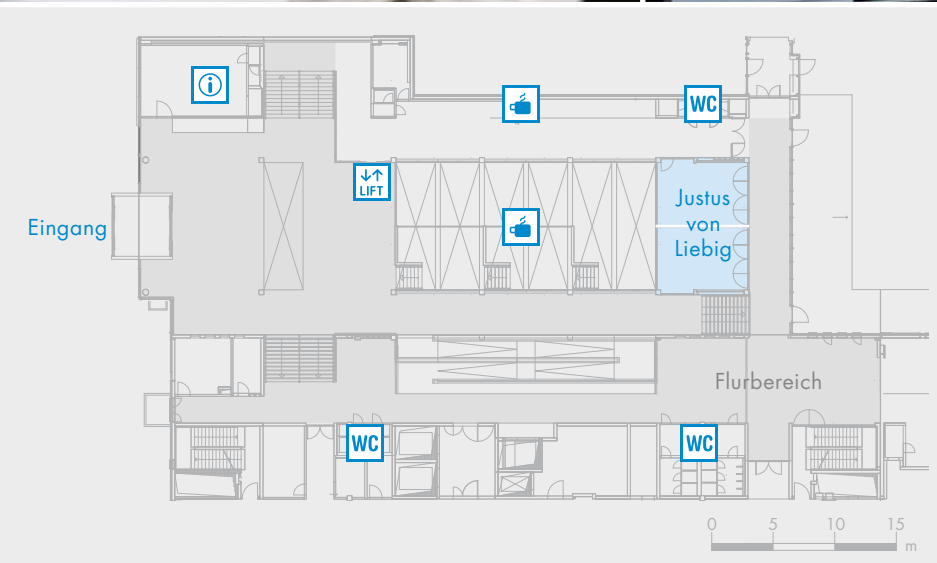 i
WC
LIFT
Justus
von
Liebig
Eingang
Flurbereich
WC
WC
0 5 10 15
m